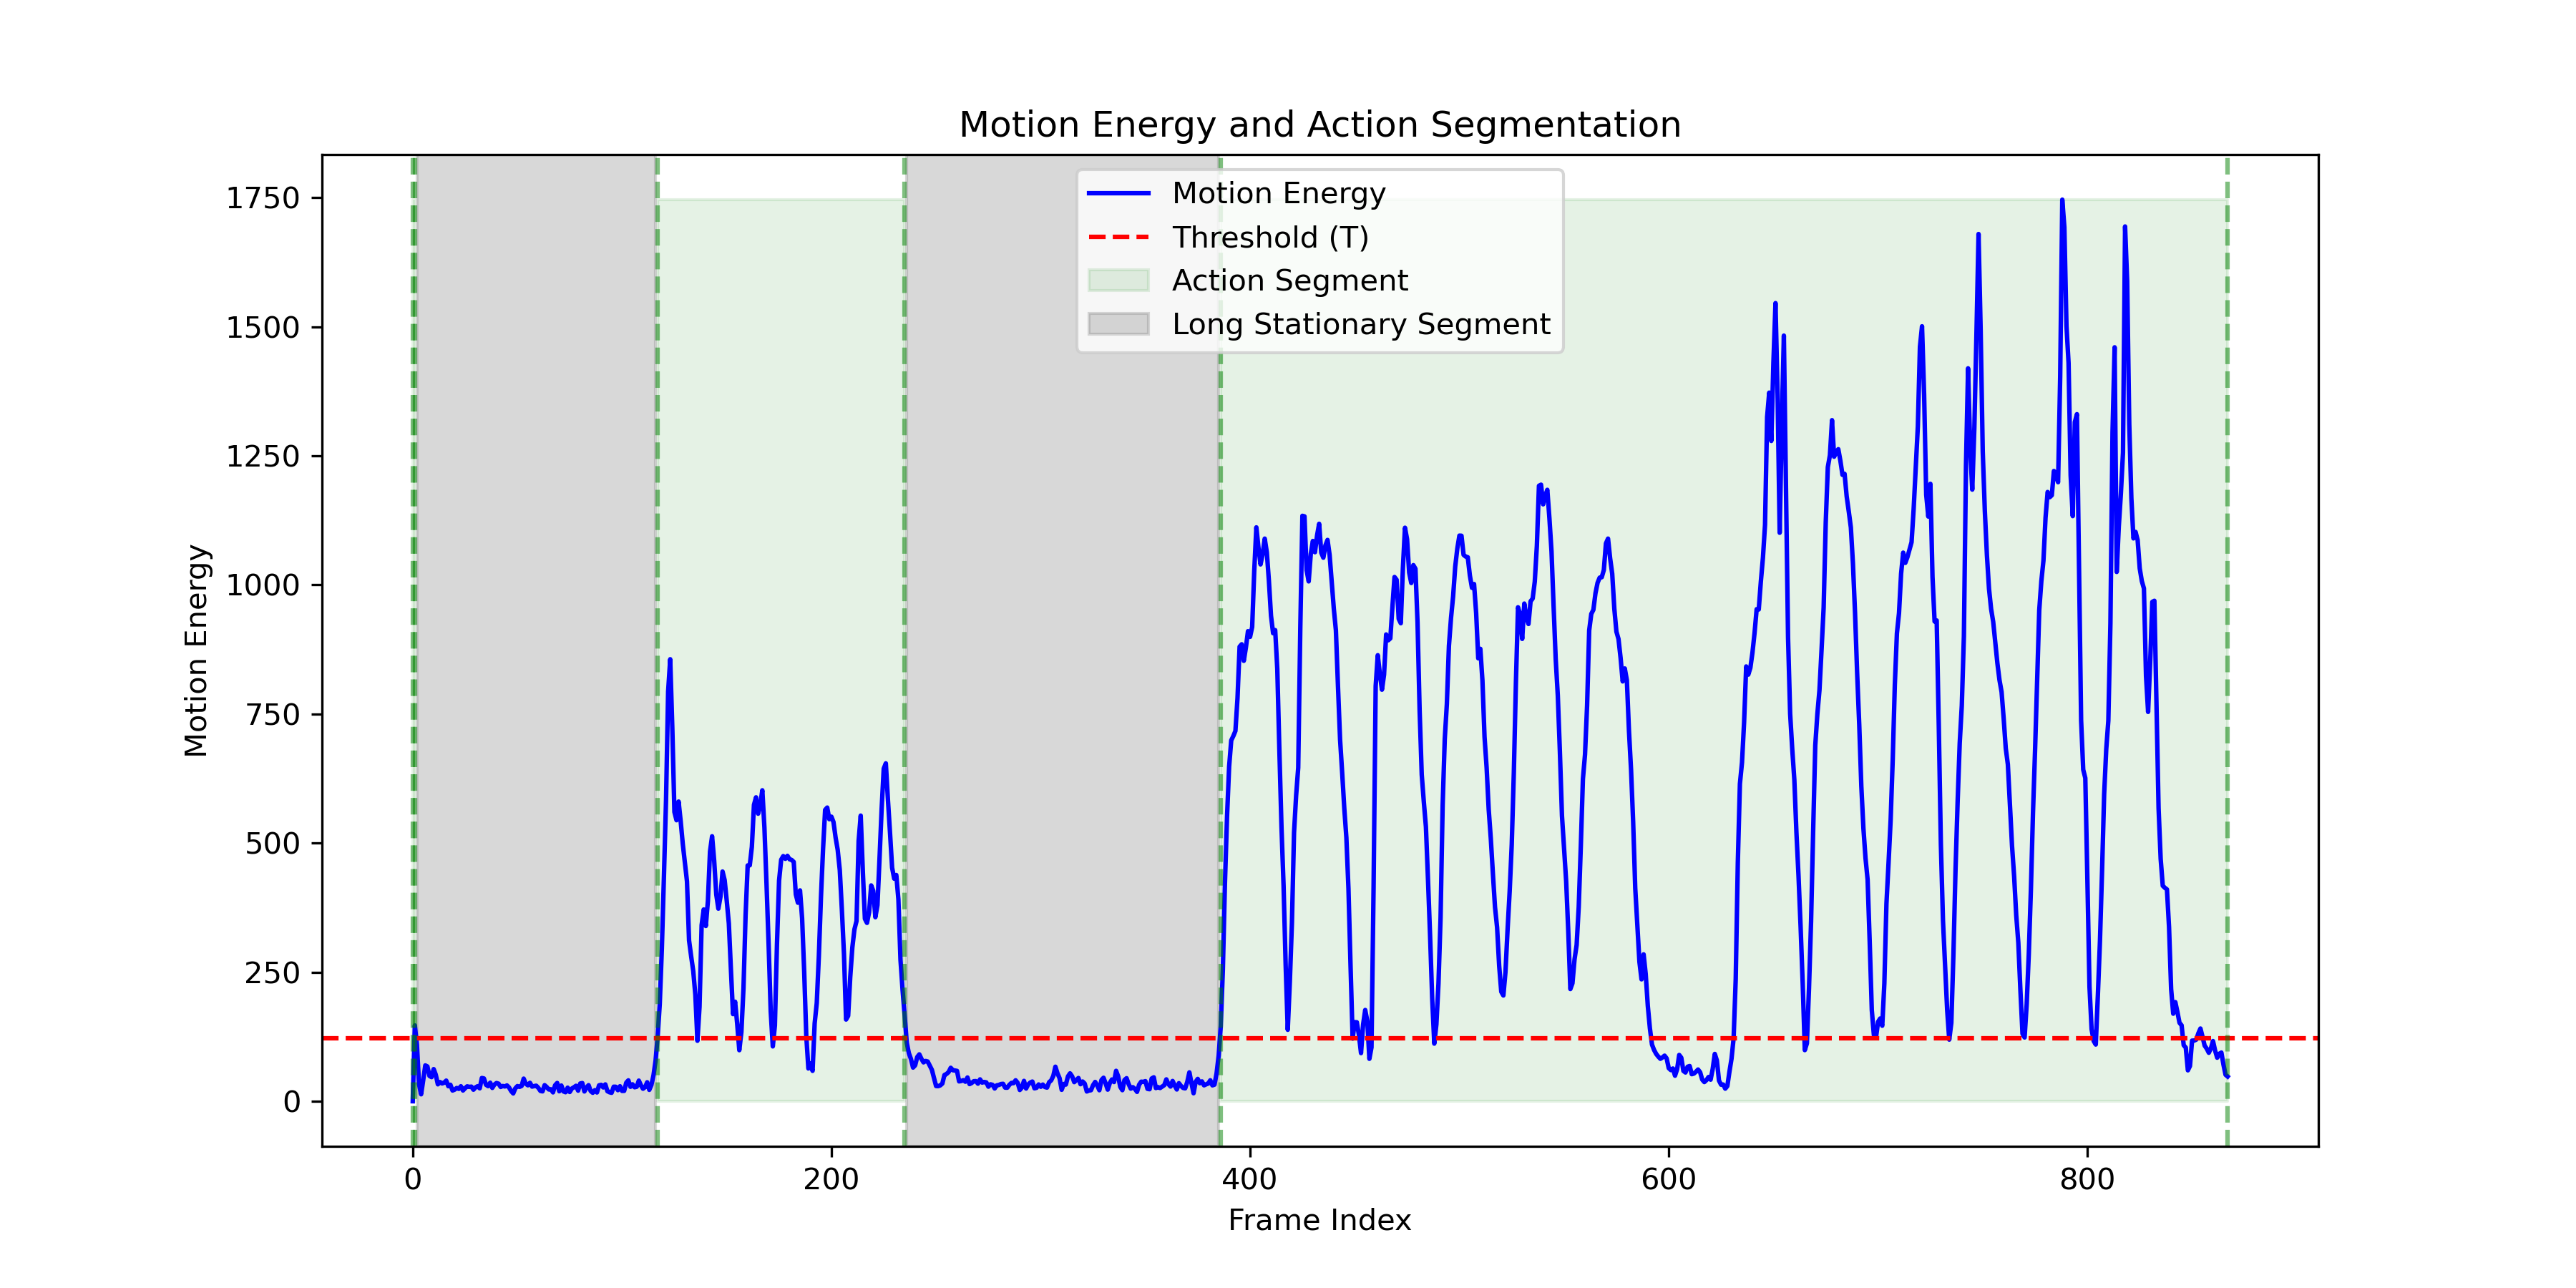 Motion Energy and Action Segmentation
Motion Energy
Threshold (T)
Action Segment
Long Stationary Segment
1750
1500
1250
1000
750
500
250
0
Motion Energy
0 200 400 600 800
Frame Index